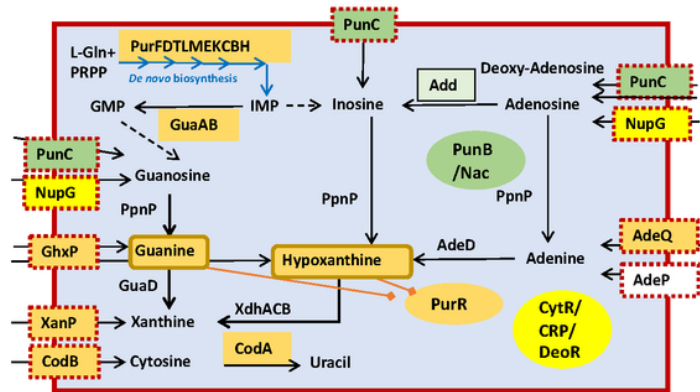 PunC
L-Gln+
PRPP
PurFDTLMEKCBH
De novo biosynthesis
GMP
IMP
GuaAB
Inosine
Add
Deoxy-Adenosine
Adenosine
PunC
NupG
PunC
NupG
Guanosine
PpnP
PpnP
PpnP
PunB
/Nac
GhxP
Guanine
Hypoxanthine
AdeD
Adenine
AdeQ
AdeP
GuaD
XanP
Xanthine
XdhACB
PurR
CytR/
CRP/
DeoR
CodB
Cytosine
CodA
Uracil